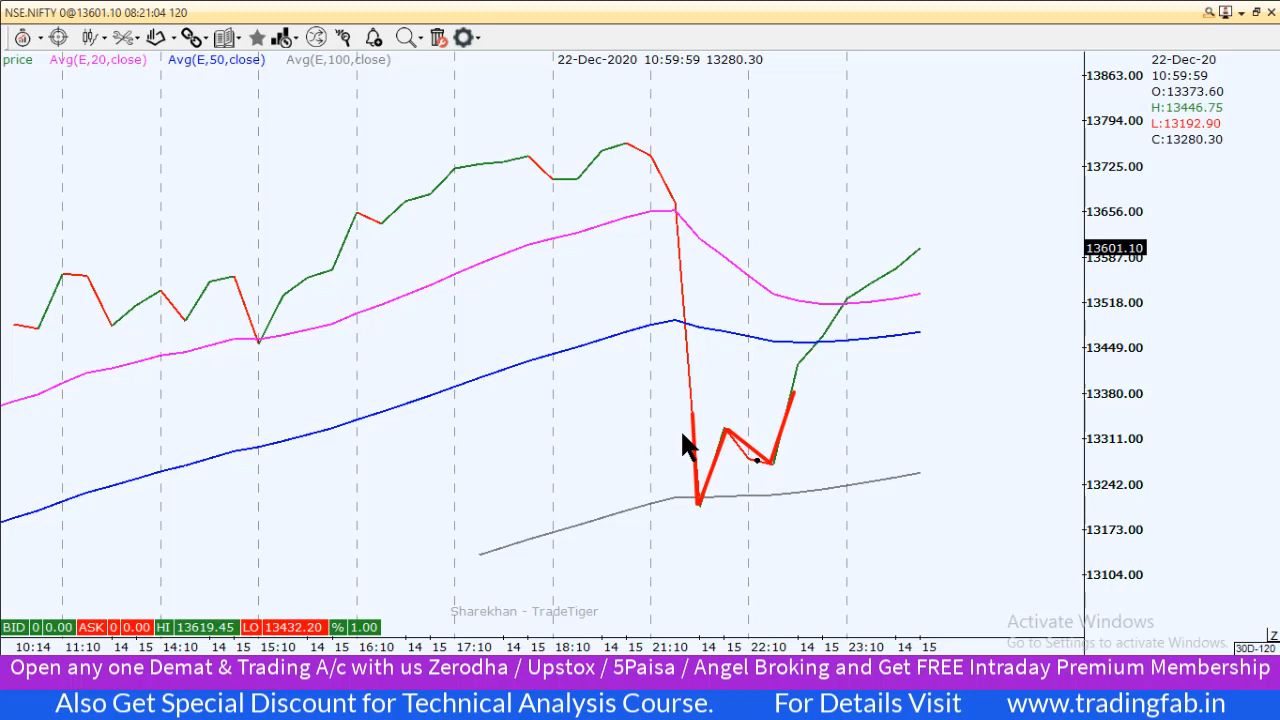 NSE.NIFTY 0@13601.10 08:21:04 120
price Avg(E,20,close) Avg(E,50,close) Avg(E,100,close) 22-Dec-2020 10:59:59 13280.30
22-Dec-20
10:59:59
O:13373.60
H:13446.75
L:13192.90
C:13280.30
13863.00
13794.00
13725.00
13656.00
13601.10
13587.00
13518.00
13449.00
13380.00
13311.00
13242.00
13173.00
13104.00
Sharekhan - TradeTiger
Activate Windows
Go to Settings to activate Windows.
BID 0 0.00 ASK 0 0.00 HI 13619.45 LO 13432.20 % 1.00
Z
10:14 11:10 14 15 14:10 14 15 15:10 14 15 16:10 14 15 17:10 14 15 18:10 14 15 21:10 14 15 22:10 14 15 23:10 14 15 30D-120
Open any one Demat & Trading A/c with us Zerodha / Upstox / 5Paisa / Angel Broking and Get FREE Intraday Premium Membership
Also Get Special Discount for Technical Analysis Course. For Details Visit www.tradingfab.in